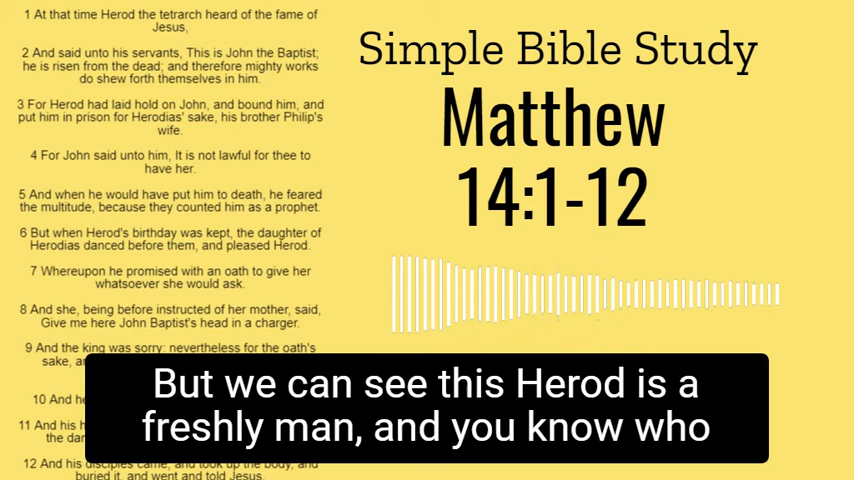 1 At that time Herod the tetrarch heard of the fame of
Jesus,
2 And said unto his servants, This is John the Baptist;
he is risen from the dead; and therefore mighty works
do shew forth themselves in him.
3 For Herod had laid hold on John, and bound him, and
put him in prison for Herodias' sake, his brother Philip's
wife.
4 For John said unto him, It is not lawful for thee to
have her.
5 And when he would have put him to death, he feared
the multitude, because they counted him as a prophet.
6 But when Herod's birthday was kept, the daughter of
Herodias danced before them, and pleased Herod.
7 Whereupon he promised with an oath to give her
whatsoever she would ask.
8 And she, being before instructed of her mother, said,
Give me here John Baptist's head in a charger.
9 And the king was sorry: nevertheless for the oath's
sake,
10 And
11 And his
the
12 And his disciples came, and took up the body, and
buried it, and went and told Jesus.
Simple Bible Study
Matthew
14:1-12
But we can see this Herod is a
freshly man, and you know who